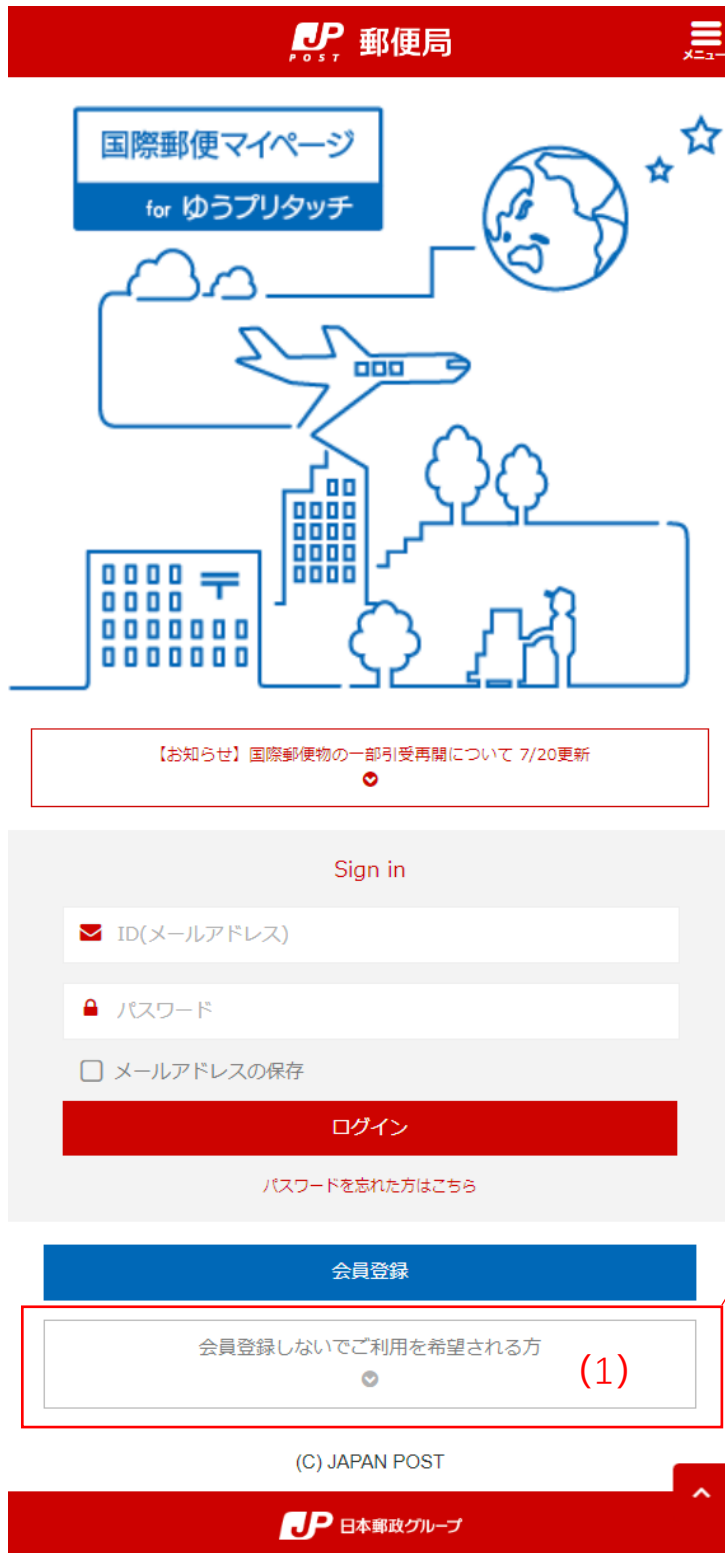 JP POST 郵便局
メニュー
国際郵便マイページ
for ゆうプリタッチ
〒
【お知らせ】国際郵便物の一部引受再開について 7/20更新
Sign in
ID(メールアドレス)
パスワード
メールアドレスの保存
ログイン
パスワードを忘れた方はこちら
会員登録
会員登録しないでご利用を希望される方
(1)
(C) JAPAN POST
JP 日本郵政グループ